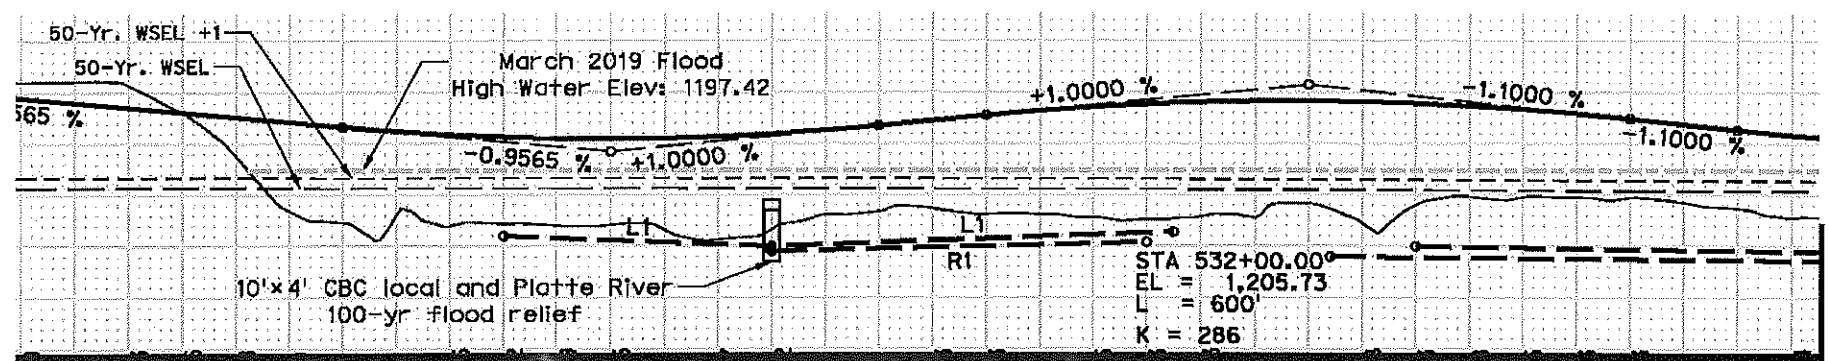 50-Yr. WSEL +1
50-Yr. WSEL
March 2019 Flood
High Water Elev: 1197.42
565 %
-0.9565 %
+1.0000 %
+1.0000 %
-1.1000 %
-1.1000 %
L1
L1
R1
10'x4' CBC local and Platte River
100-yr flood relief
STA 532+00.00
EL = 1,205.73
L = 600'
K = 286